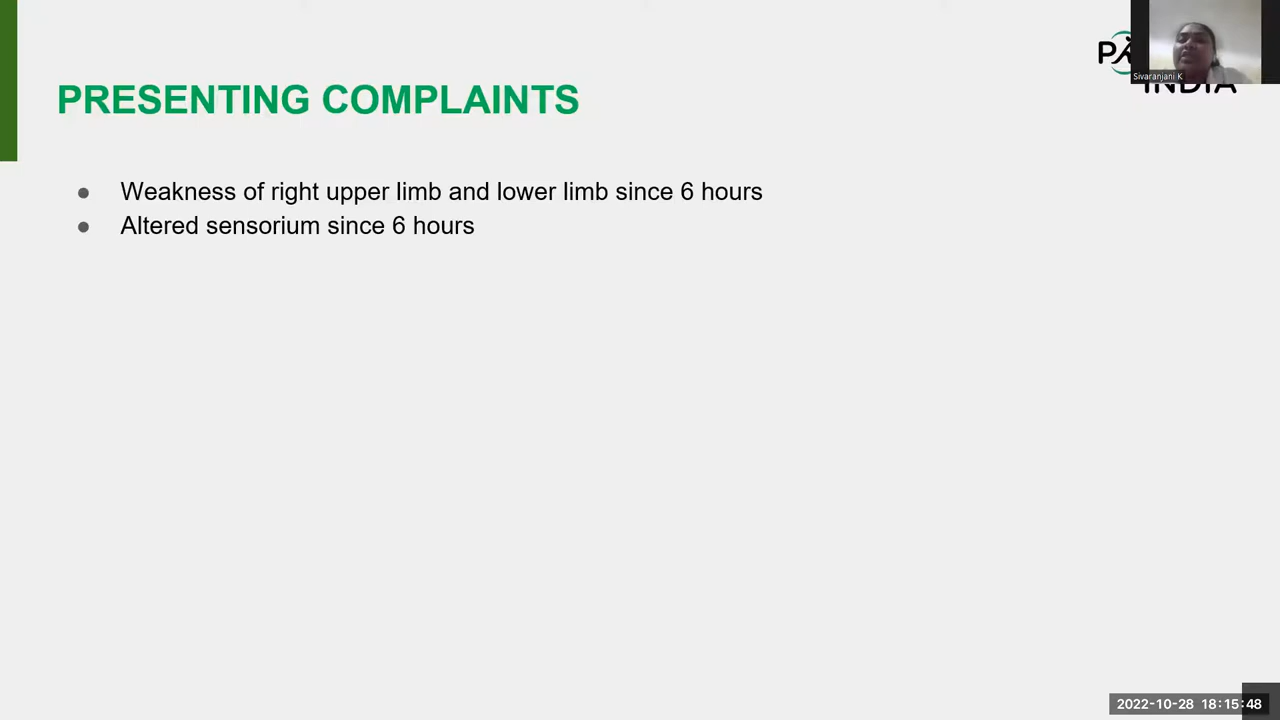 PRESENTING COMPLAINTS
● Weakness of right upper limb and lower limb since 6 hours
● Altered sensorium since 6 hours
Sivaranjani K
INDIA
2022-10-28 18:15:48